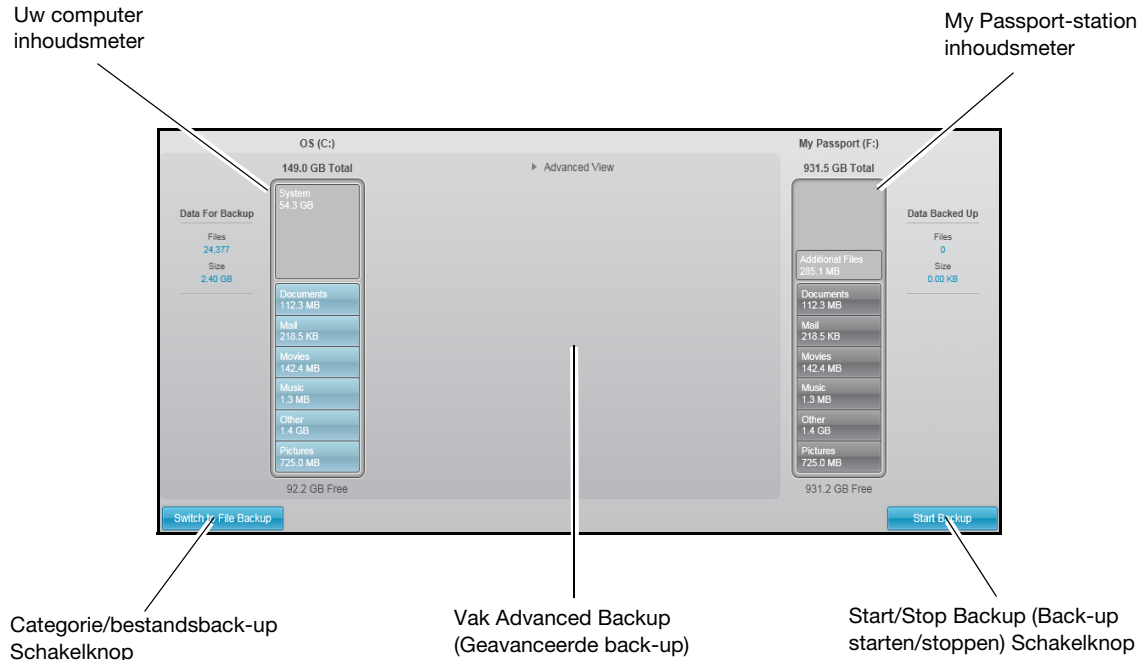 Uw computer
inhoudsmeter
My Passport-station
inhoudsmeter
OS (C:)
My Passport (F:)
149.0 GB Total
Advanced View
931.5 GB Total
Data For Backup
Files
24,377
Size
2.40 GB
System
54.3 GB
Documents
112.3 MB
Mail
218.5 KB
Movies
142.4 MB
Music
1.3 MB
Other
1.4 GB
Pictures
725.0 MB
92.2 GB Free
Additional Files
285.1 MB
Documents
112.3 MB
Mail
218.5 KB
Movies
142.4 MB
Music
1.3 MB
Other
1.4 GB
Pictures
725.0 MB
931.2 GB Free
Data Backed Up
Files
0
Size
0.00 KB
Switch to File Backup
Start Backup
Categorie/bestandsback-up
Schakelknop
Vak Advanced Backup
(Geavanceerde back-up)
Start/Stop Backup (Back-up
starten/stoppen) Schakelknop